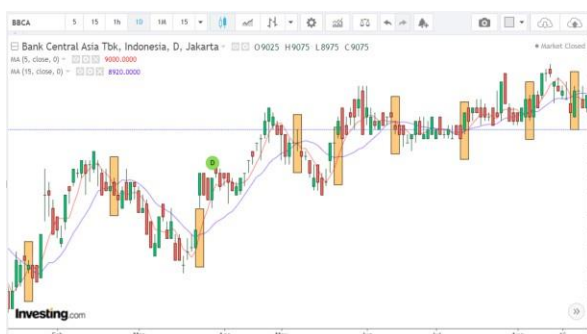 BBCA 5 15 1h 1D 1W 15
Bank Central Asia Tbk, Indonesia, D, Jakarta O9025 H9075 L8975 C9075
Market Closed
MA (5, close, 0) 9000.0000
MA (15, close, 0) 8920.0000
D
Investing.com